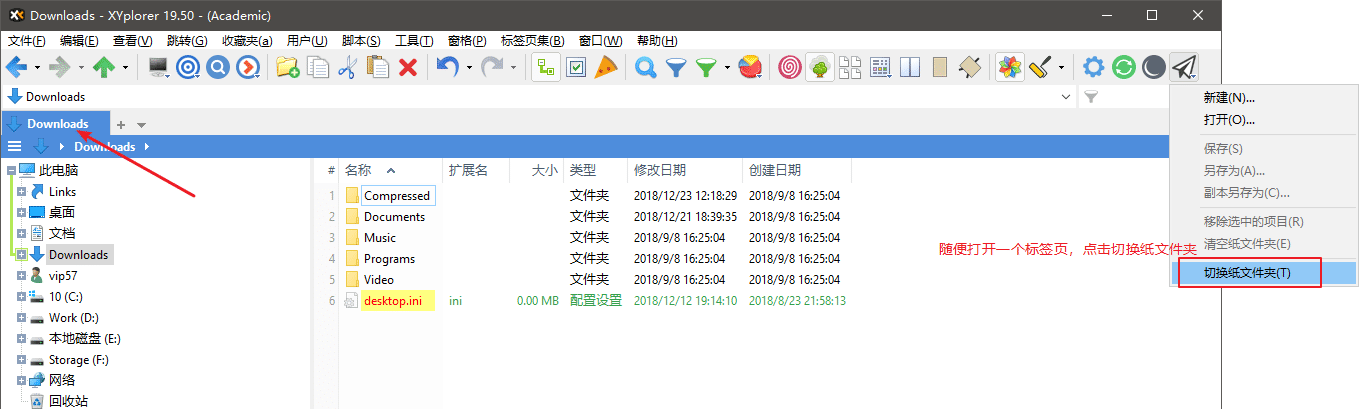 Downloads - XYplorer 19.50 - (Academic)
文件(F) 编辑(E) 查看(V) 跳转(G) 收藏夹(a) 用户(U) 脚本(S) 工具(T) 窗格(P) 标签页集(B) 窗口(W) 帮助(H)
Downloads
Downloads
Downloads
此电脑
Links
桌面
文档
Downloads
vip57
10 (C:)
Work (D:)
本地磁盘 (E:)
Storage (F:)
网络
回收站
# 名称 扩展名 大小 类型 修改日期 创建日期
1 Compressed 文件夹 2018/12/23 12:18:29 2018/9/8 16:25:04
2 Documents 文件夹 2018/12/21 18:39:35 2018/9/8 16:25:04
3 Music 文件夹 2018/9/8 16:25:04 2018/9/8 16:25:04
4 Programs 文件夹 2018/9/8 16:25:04 2018/9/8 16:25:04
5 Video 文件夹 2018/9/8 16:25:04 2018/9/8 16:25:04
6 desktop.ini ini 0.00 MB 配置设置 2018/12/12 19:14:10 2018/8/23 21:58:13
随便打开一个标签页，点击切换纸文件夹
新建(N)...
打开(O)...
保存(S)
另存为(A)...
副本另存为(C)...
移除选中的项目(R)
清空纸文件夹(E)
切换纸文件夹(T)